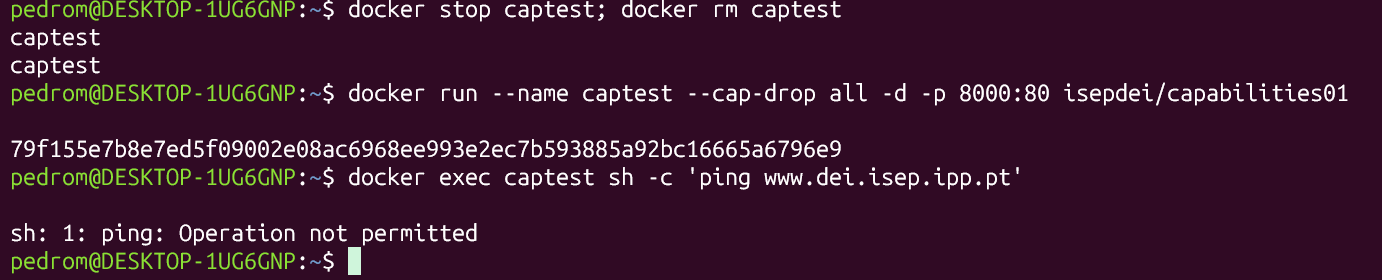 pedrom@DESKTOP-1UG6GNP:~$ docker stop captest; docker rm captest
captest
captest
pedrom@DESKTOP-1UG6GNP:~$ docker run --name captest --cap-drop all -d -p 8000:80 isepdei/capabilities01
79f155e7b8e7ed5f09002e08ac6968ee993e2ec7b593885a92bc16665a6796e9
pedrom@DESKTOP-1UG6GNP:~$ docker exec captest sh -c 'ping www.dei.isep.ipp.pt'
sh: 1: ping: Operation not permitted
pedrom@DESKTOP-1UG6GNP:~$